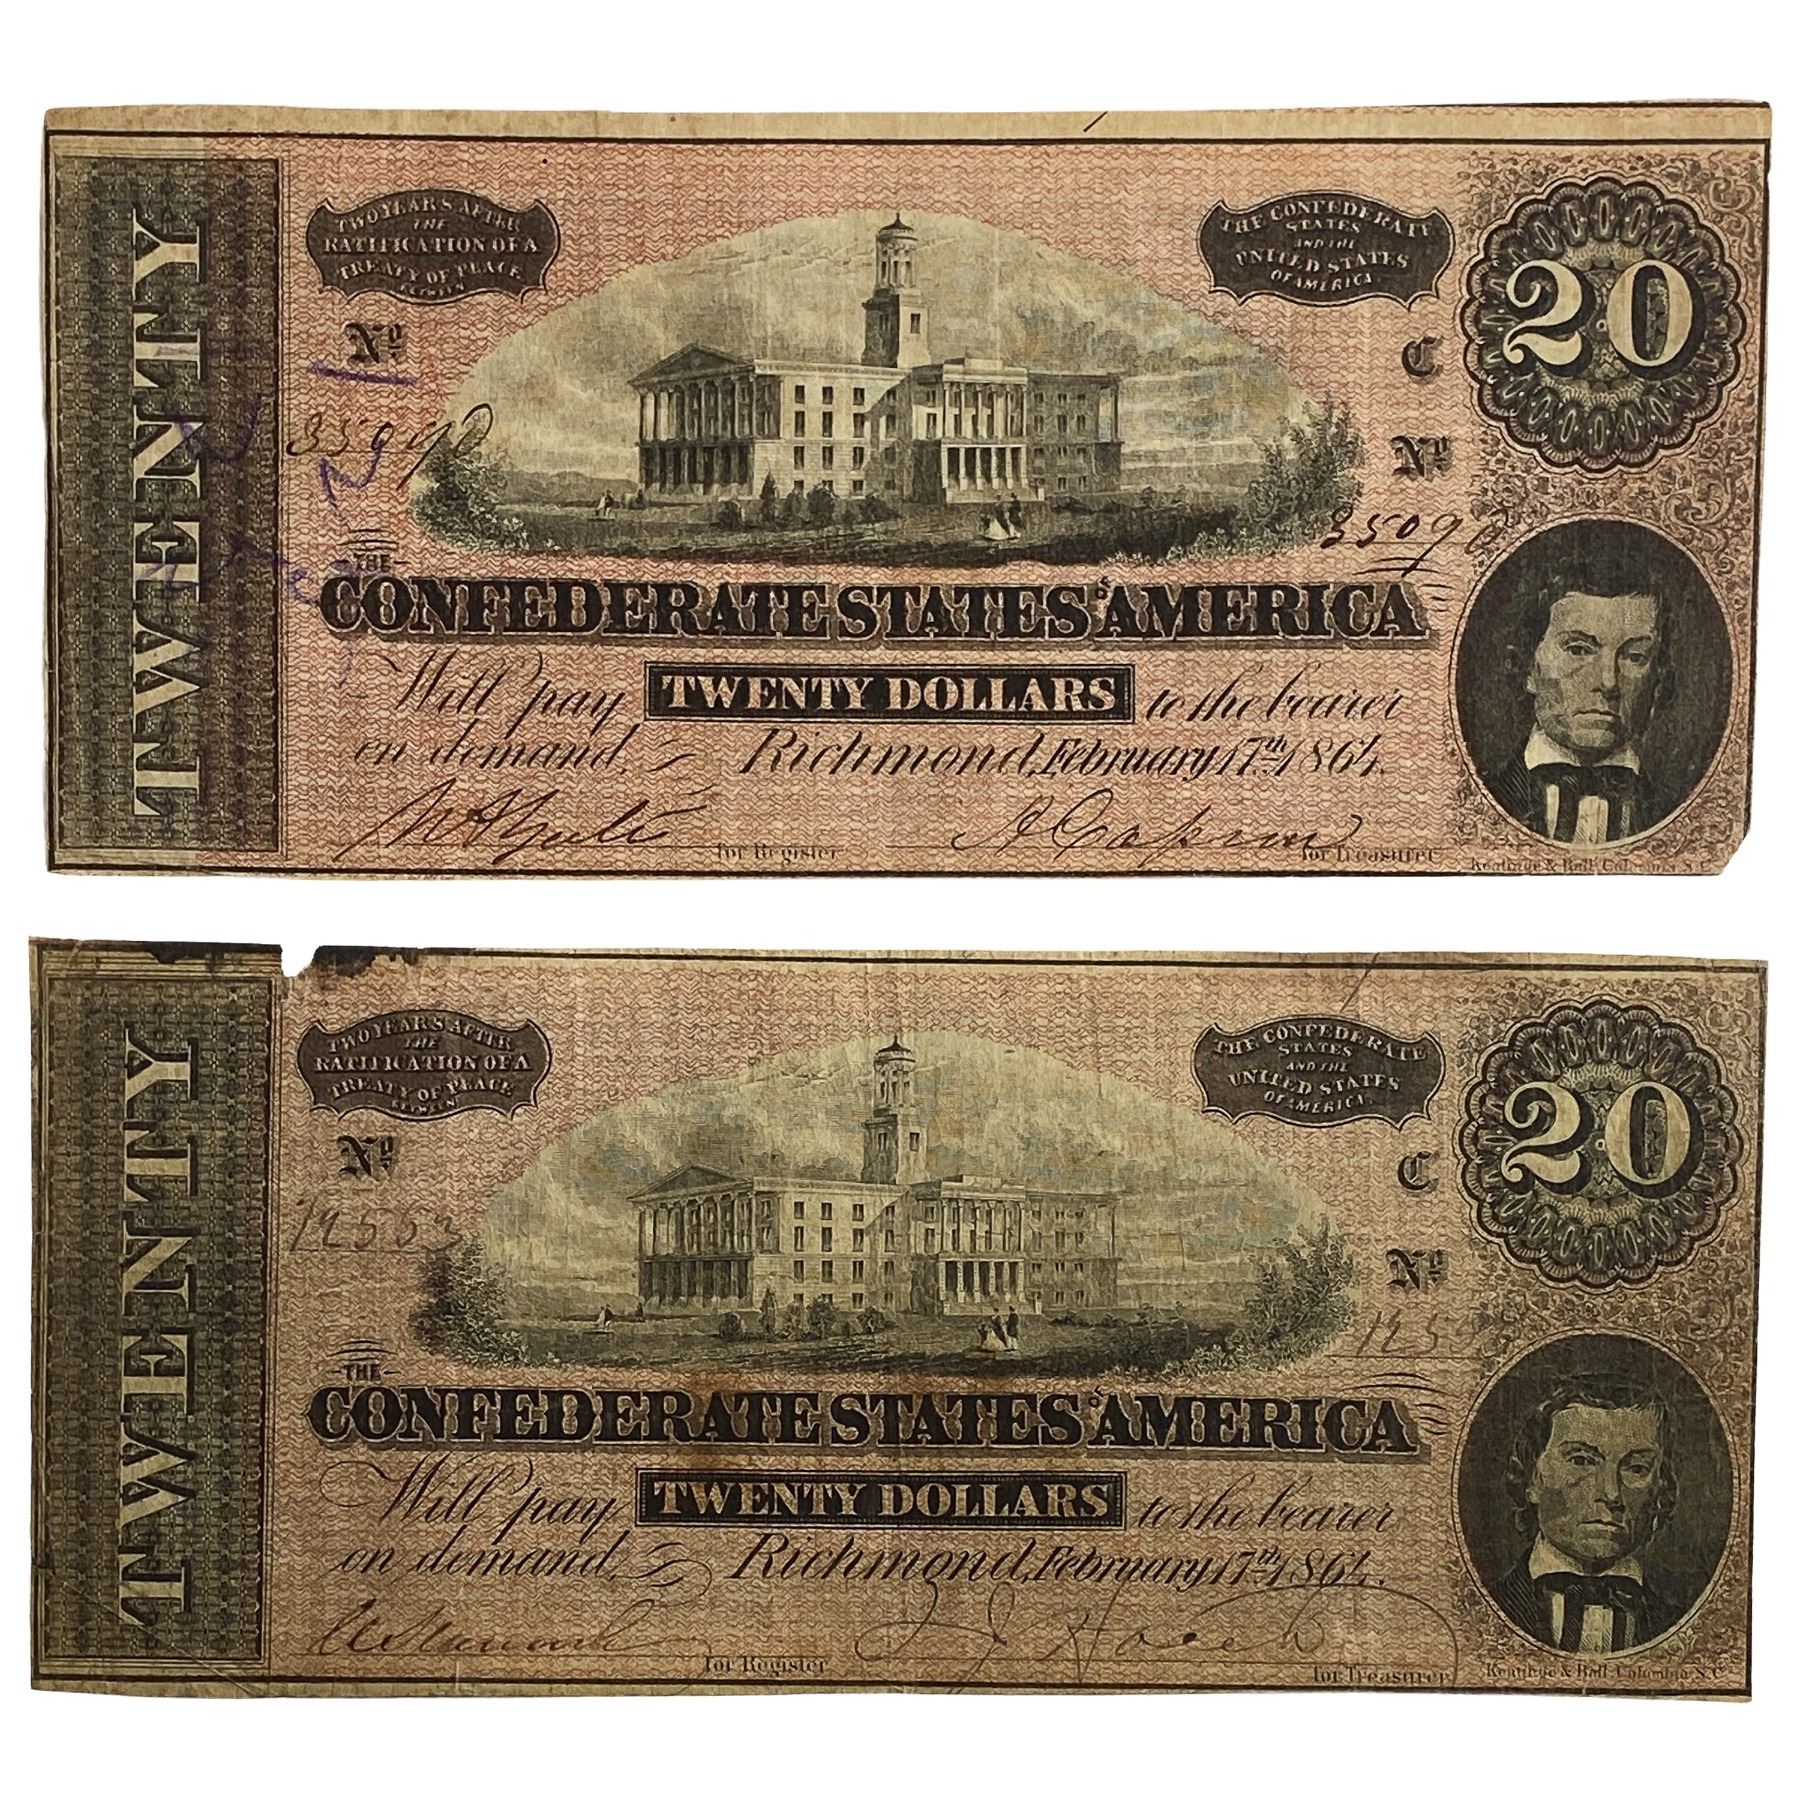 TWENTY
TWO YEARS AFTER
THE
RATIFICATION OF A
TREATY OF PEACE
BETWEEN
THE CONFEDERATE
STATES
AND THE
UNITED STATES
OF AMERICA
20
No
C
No
THE
CONFEDERATE STATES OF AMERICA
Will pay TWENTY DOLLARS to the bearer
on demand. Richmond, February 17th, 1864.
for Register
for Treasurer
Keatinge & Ball, Columbia, S.C.
TWENTY
TWO YEARS AFTER
THE
RATIFICATION OF A
TREATY OF PEACE
BETWEEN
THE CONFEDERATE
STATES
AND THE
UNITED STATES
OF AMERICA.
20
No
C
12553
No
THE
CONFEDERATE STATES OF AMERICA
Will pay TWENTY DOLLARS to the bearer
on demand. Richmond, February 17th, 1864.
for Register
for Treasurer
Keatinge & Ball, Columbia, S.C.